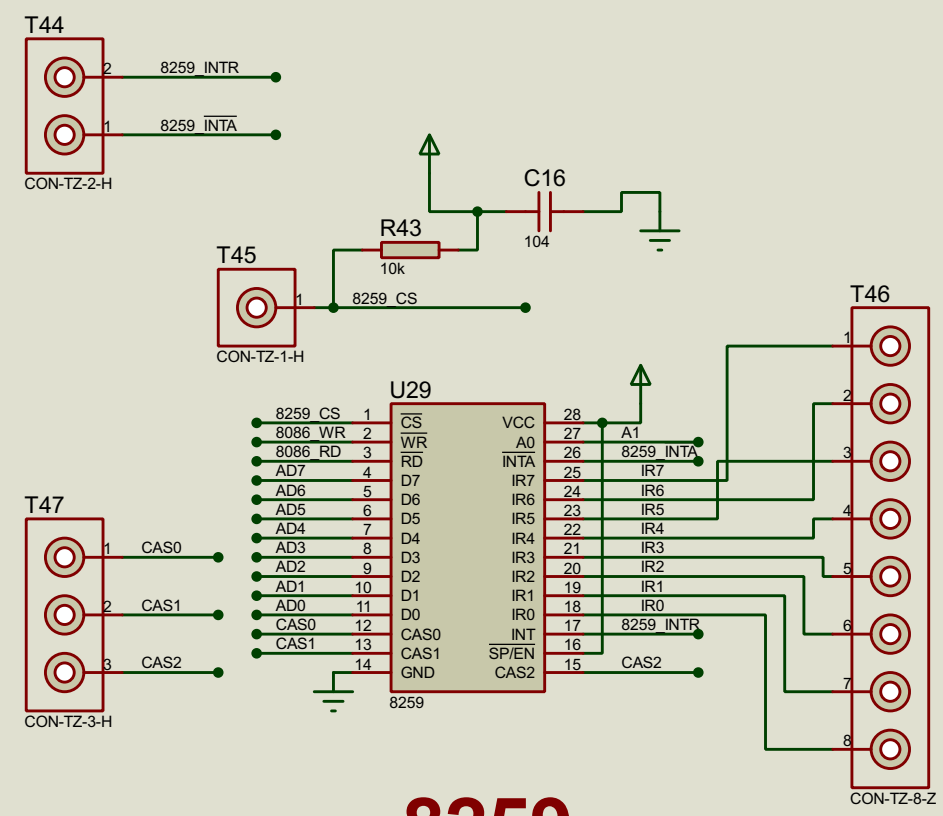 T44
2
8259_INTR
1
8259_INTA
CON-TZ-2-H
C16
104
R43
10k
T45
1
8259_CS
CON-TZ-1-H
T46
1
2
3
4
5
6
7
8
CON-TZ-8-Z
U29
8259_CS 1 CS VCC 28
8086_WR 2 WR A0 27 A1
8086_RD 3 RD INTA 26 8259_INTA
AD7 4 D7 IR7 25 IR7
AD6 5 D6 IR6 24 IR6
AD5 6 D5 IR5 23 IR5
AD4 7 D4 IR4 22 IR4
AD3 8 D3 IR3 21 IR3
AD2 9 D2 IR2 20 IR2
AD1 10 D1 IR1 19 IR1
AD0 11 D0 IR0 18 IR0
CAS0 12 CAS0 INT 17 8259_INTR
CAS1 13 CAS1 SP/EN 16
14 GND CAS2 15 CAS2
8259
T47
1 CAS0
2 CAS1
3 CAS2
CON-TZ-3-H
8259